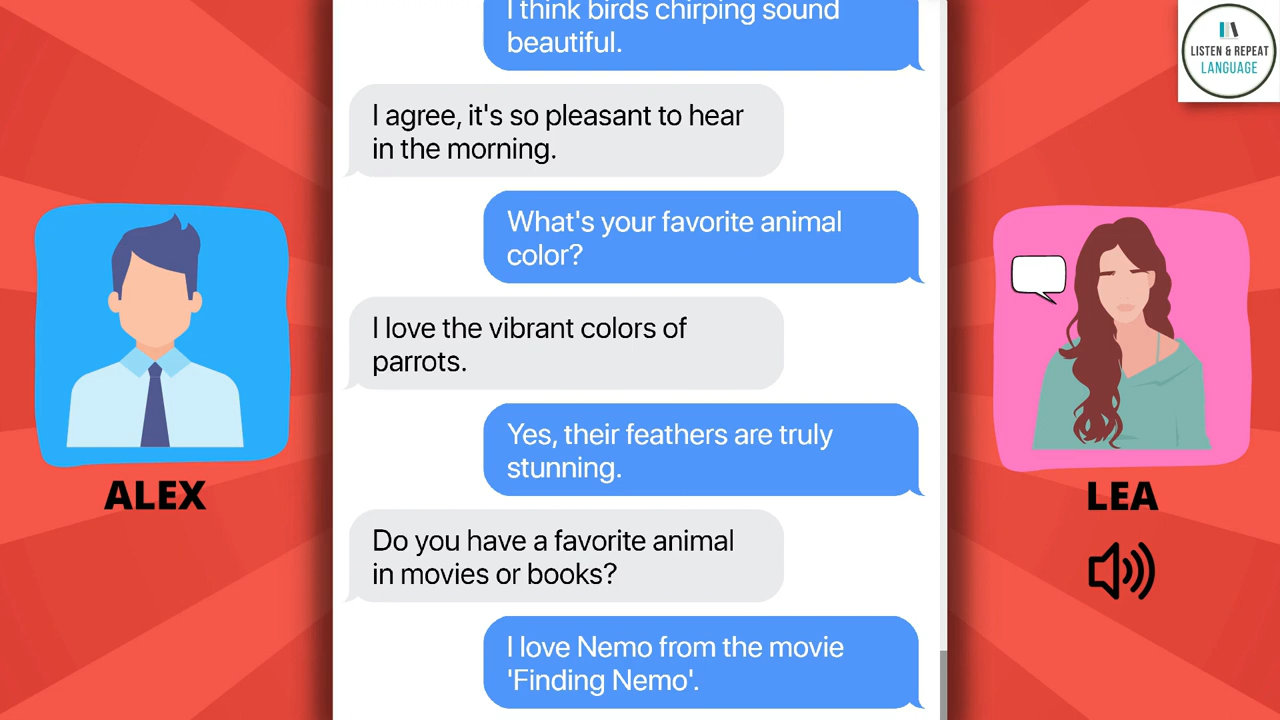 I think birds chirping sound
beautiful.
LISTEN & REPEAT
LANGUAGE
I agree, it's so pleasant to hear
in the morning.
What's your favorite animal
color?
I love the vibrant colors of
parrots.
Yes, their feathers are truly
stunning.
ALEX
LEA
Do you have a favorite animal
in movies or books?
I love Nemo from the movie
'Finding Nemo'.